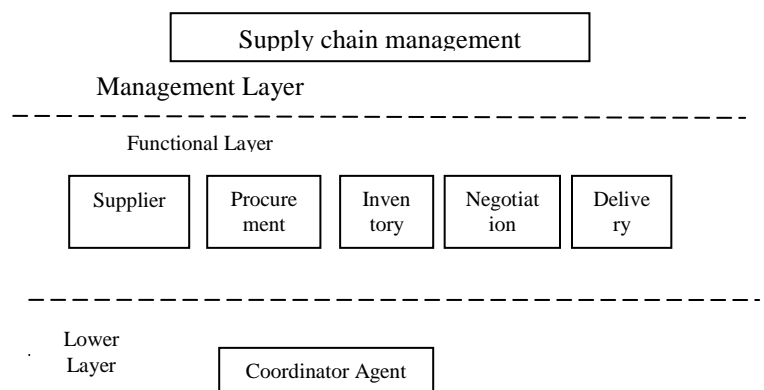 Supply chain management
Management Layer
Functional Layer
Supplier
Procure
ment
Inven
tory
Negotiat
ion
Delive
ry
Lower
Layer
Coordinator Agent